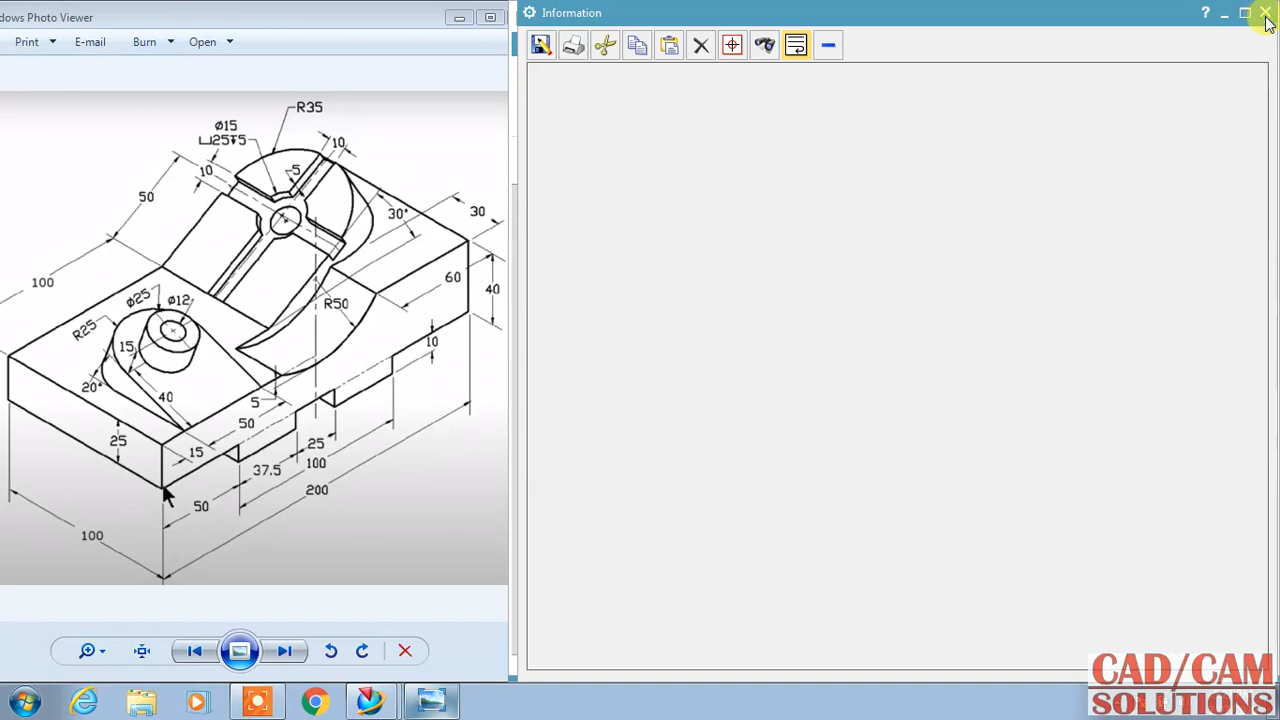 dows Photo Viewer
Information
?
Print
E-mail
Burn
Open
R35
ø15
⌴25↧5
10
10
5
50
30
30°
100
60
40
ø25
ø12
R50
R25
15
10
20°
40
5
50
25
15
25
37.5
100
50
200
100
CAD/CAM
SOLUTIONS